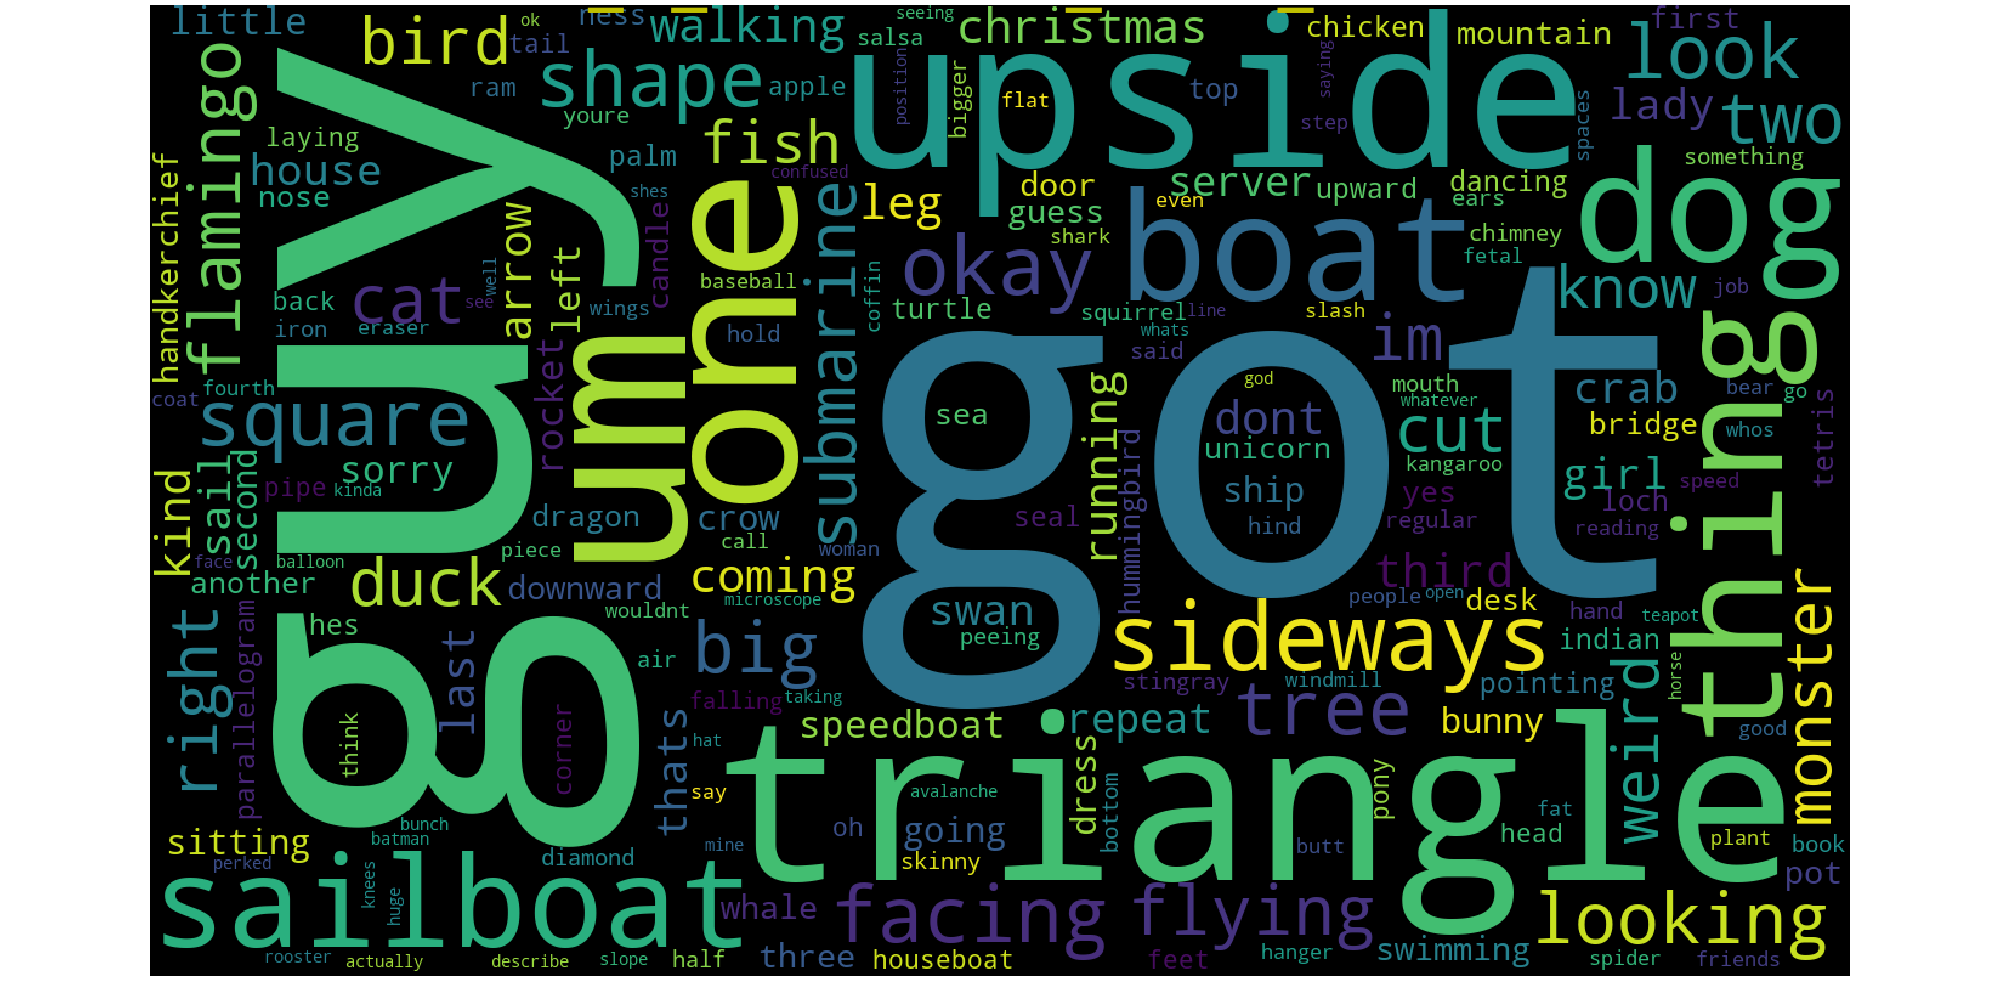 little
bird
ness
ok
walking
seeing
salsa
christmas
chicken
mountain
first
look
tail
ram
shape
apple
position
bigger
flat
upside
top
saying
step
spaces
lady
two
flamingo
guy
youre
fish
laying
house
nose
palm
confused
something
handkerchief
shes
door
server
upward
dancing
ears
dog
leg
guess
even
shark
boat
chimney
fetal
know
job
arrow
left
candle
one
submarine
okay
back
cat
see
well
wings
baseball
coffin
turtle
squirrel
line
slash
iron
eraser
hold
whats
said
im
rocket
um
got
god
mouth
whatever
crab
bear
go
fourth
coat
square
sea
running
dont
cut
bridge
whos
tetris
thing
kind
sail
second
sorry
unicorn
kangaroo
girl
pipe
kinda
dragon
crow
seal
hummingbird
ship
hind
yes
regular
loch
speed
reading
face
balloon
piece
call
woman
another
duck
downward
coming
third
people
open
desk
hand
teapot
wouldnt
microscope
swan
peeing
sideways
indian
right
parallelogram
hes
last
air
big
falling
taking
stingray
windmill
pointing
weird
horse
monster
think
corner
thats
hat
speedboat
repeat
tree
bunny
good
triangle
say
avalanche
dress
bottom
pony
sitting
perked
batman
bunch
diamond
mine
oh
going
skinny
butt
fat
head
plant
book
pot
sailboat
knees
huge
whale
facing
flying
looking
rooster
actually
describe
slope
half
three
houseboat
feet
hanger
swimming
spider
friends